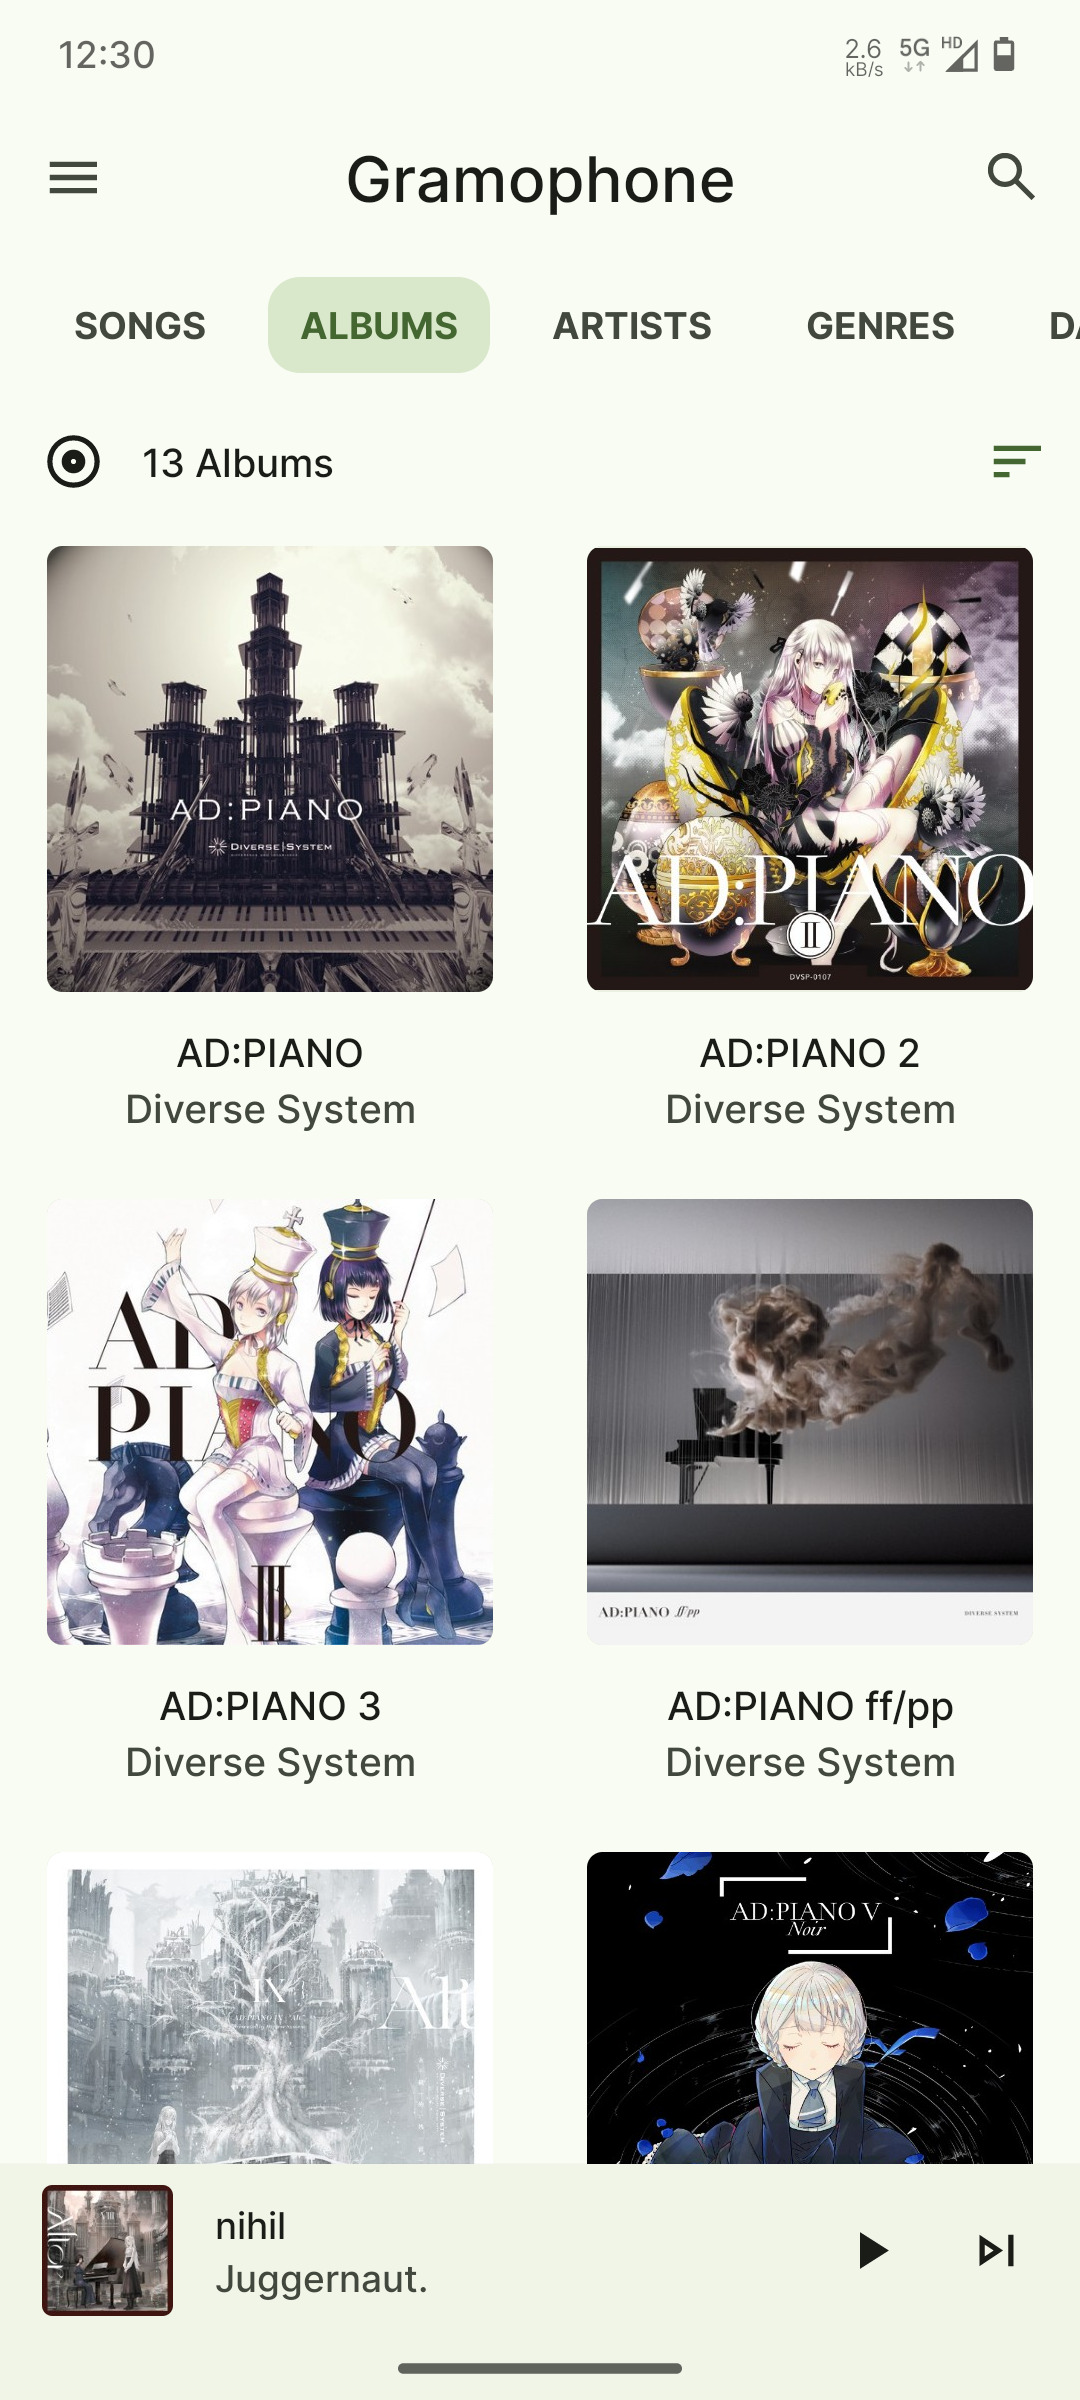 12:30
2.6 kB/s 5G HD
Gramophone
SONGS ALBUMS ARTISTS GENRES DA
13 Albums
AD:PIANO
DIVERSE SYSTEM
AD:PIANO
II
DVSP-0107
AD:PIANO
Diverse System
AD:PIANO 2
Diverse System
AD
PIANO
III
AD:PIANO ff/pp
DIVERSE SYSTEM
AD:PIANO 3
Diverse System
AD:PIANO ff/pp
Diverse System
IX
Alt
AD:PIANO V
Noir
nihil
Juggernaut.